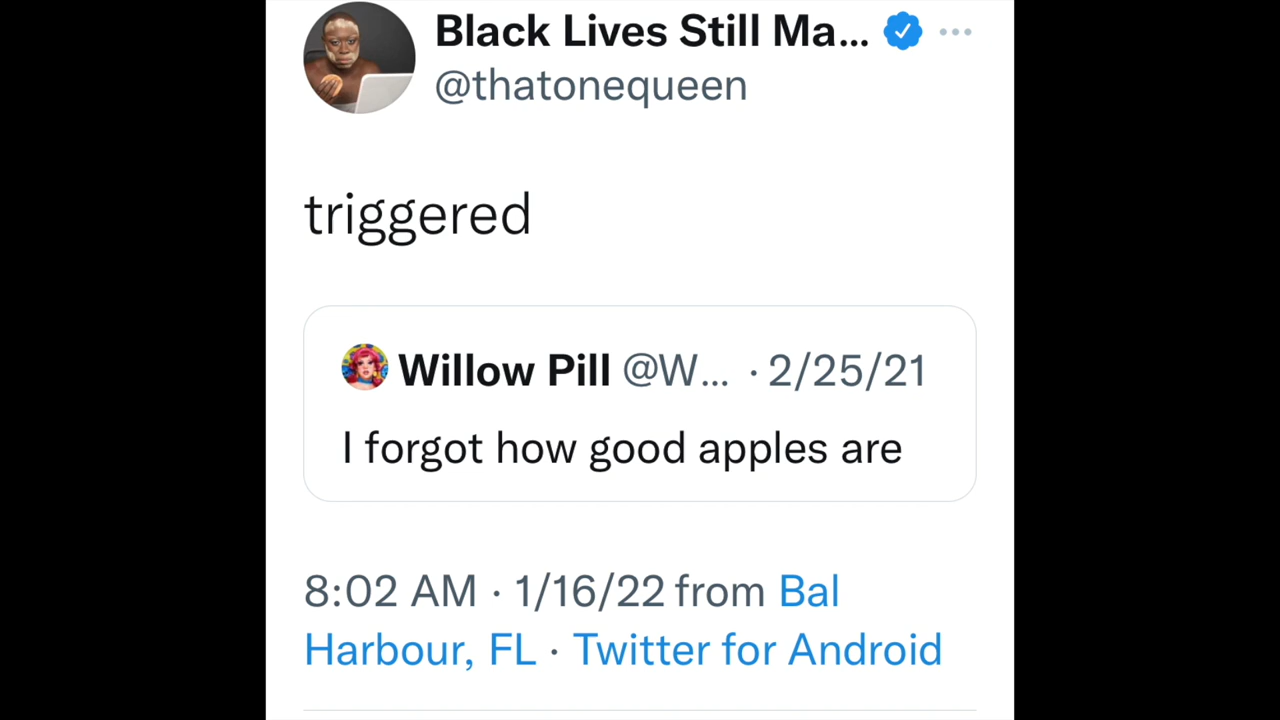 Black Lives Still Ma...
@thatonequeen
triggered
Willow Pill @W... · 2/25/21
I forgot how good apples are
8:02 AM · 1/16/22 from Bal
Harbour, FL · Twitter for Android